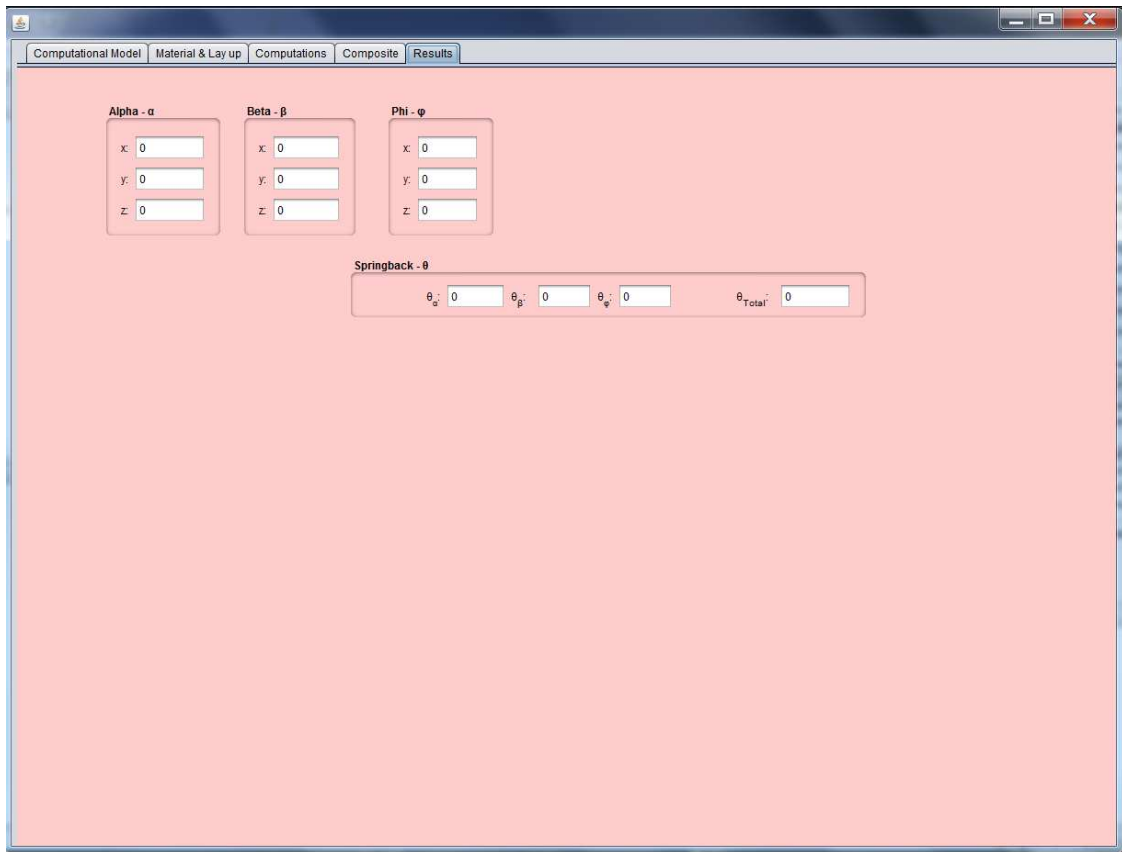 Computational Model Material & Lay up Computations Composite Results
Alpha - α Beta - β Phi - φ
x: 0 x: 0 x: 0
y: 0 y: 0 y: 0
z: 0 z: 0 z: 0
Springback - θ
θα: 0 θβ: 0 θφ: 0 θTotal: 0